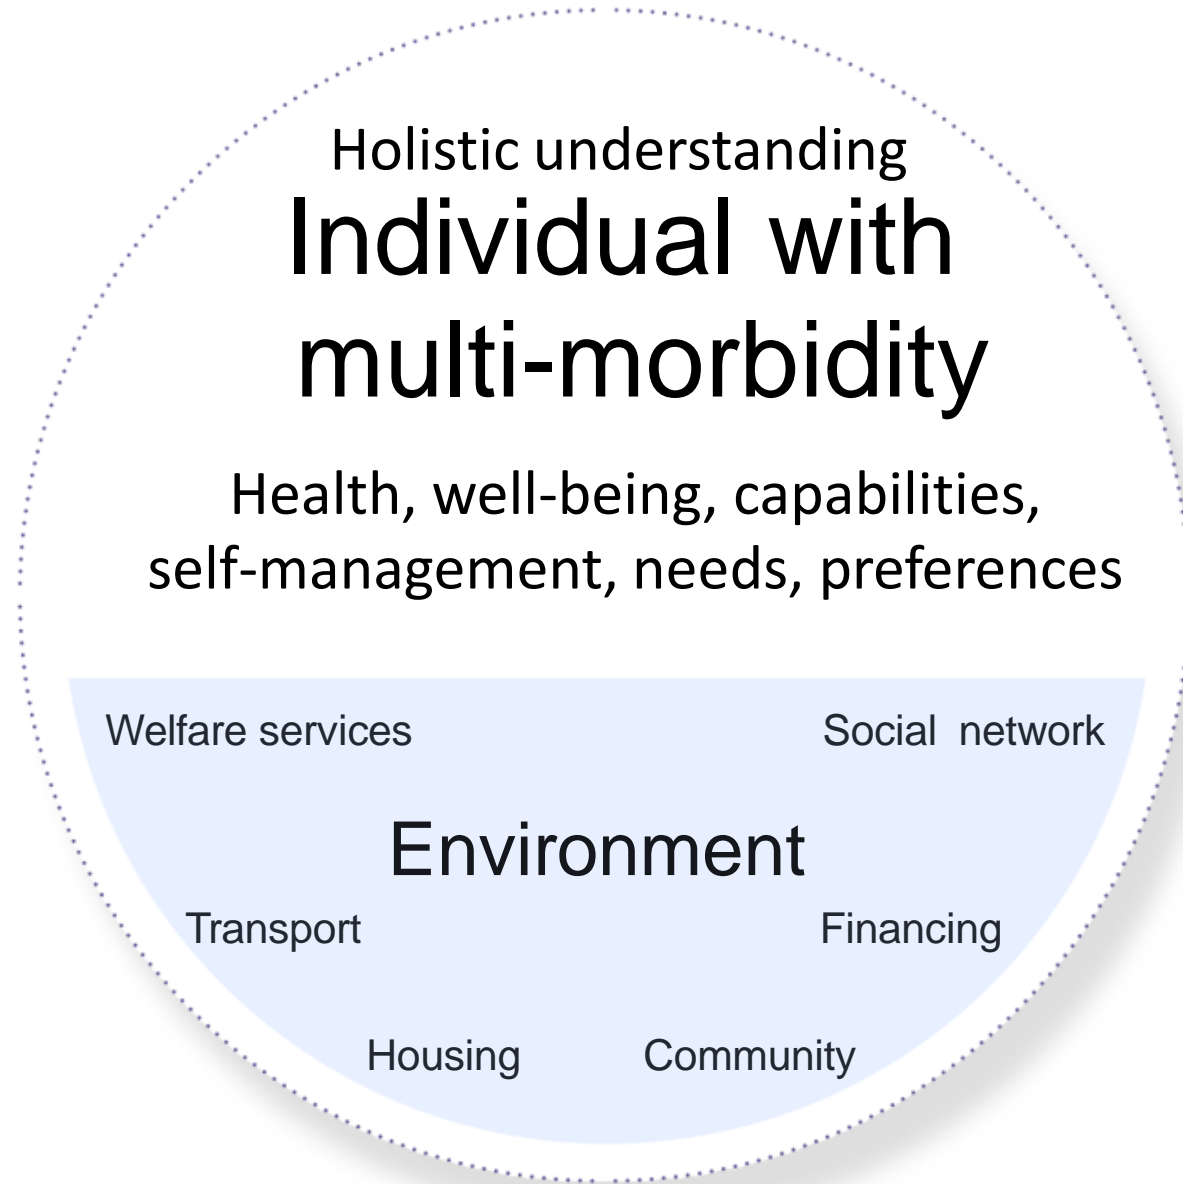 Holistic understanding
Individual with
multi-morbidity
Health, well-being, capabilities,
self-management, needs, preferences
Welfare services Social network
Environment
Transport Financing
Housing Community